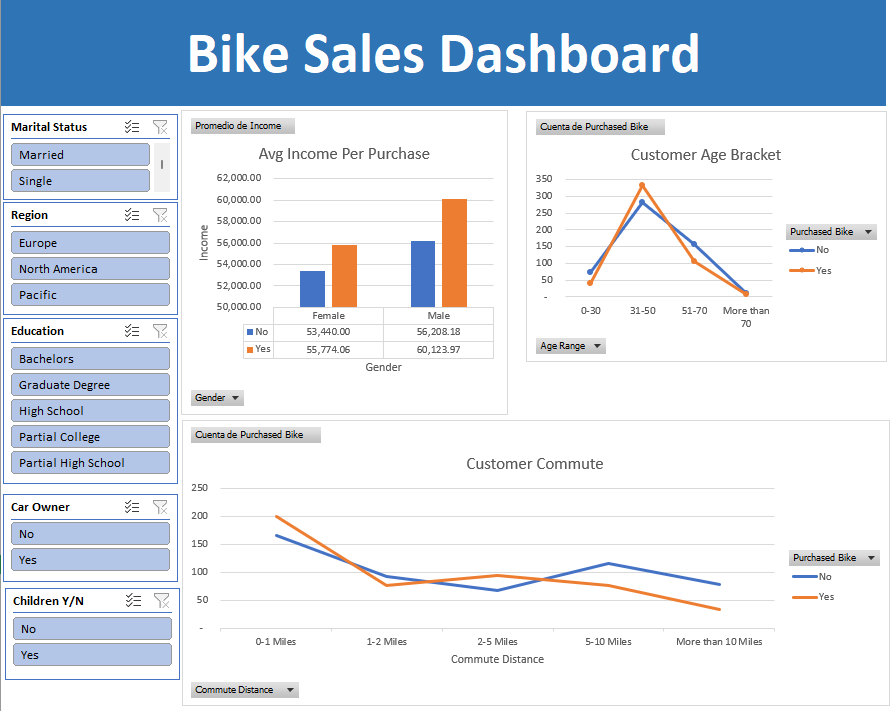 Bike Sales Dashboard
Marital Status
Married
Single
Region
Europe
North America
Pacific
Education
Bachelors
Graduate Degree
High School
Partial College
Partial High School
Car Owner
No
Yes
Children Y/N
No
Yes
Promedio de Income
Avg Income Per Purchase
62,000.00
60,000.00
58,000.00
56,000.00
54,000.00
52,000.00
50,000.00
Income
Female Male
No 53,440.00 56,208.18
Yes 55,774.06 60,123.97
Gender
Gender
Cuenta de Purchased Bike
Customer Age Bracket
350
300
250
200
150
100
50
-
0-30 31-50 51-70 More than
70
Purchased Bike
No
Yes
Age Range
Cuenta de Purchased Bike
Customer Commute
250
200
150
100
50
-
0-1 Miles 1-2 Miles 2-5 Miles 5-10 Miles More than 10 Miles
Commute Distance
Purchased Bike
No
Yes
Commute Distance